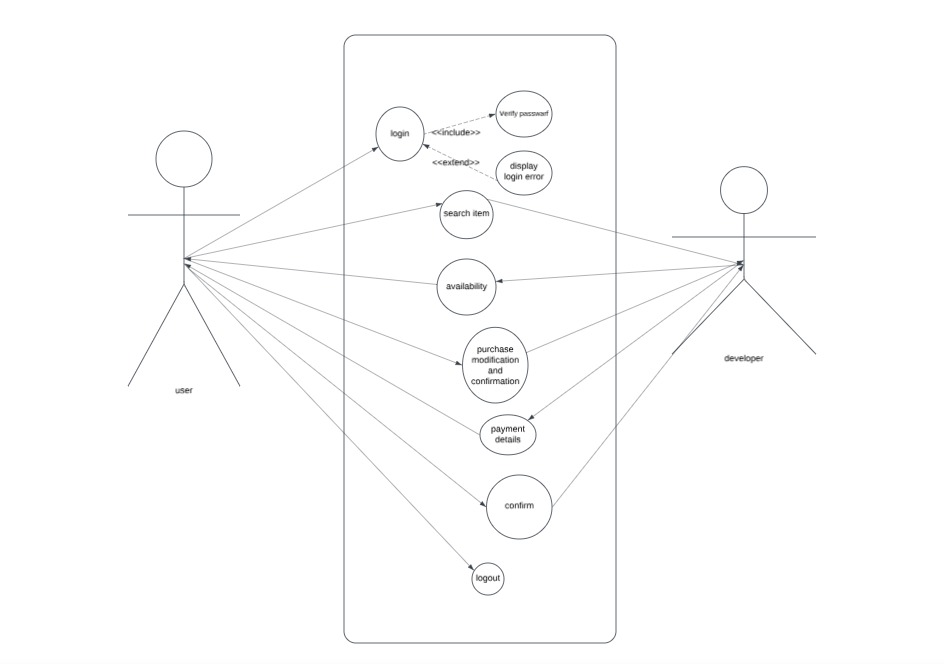 Verify passwarf
login
<<include>>
<<extend>>
display
login error
search item
availability
purchase
modification
and
confirmation
developer
user
payment
details
confirm
logout